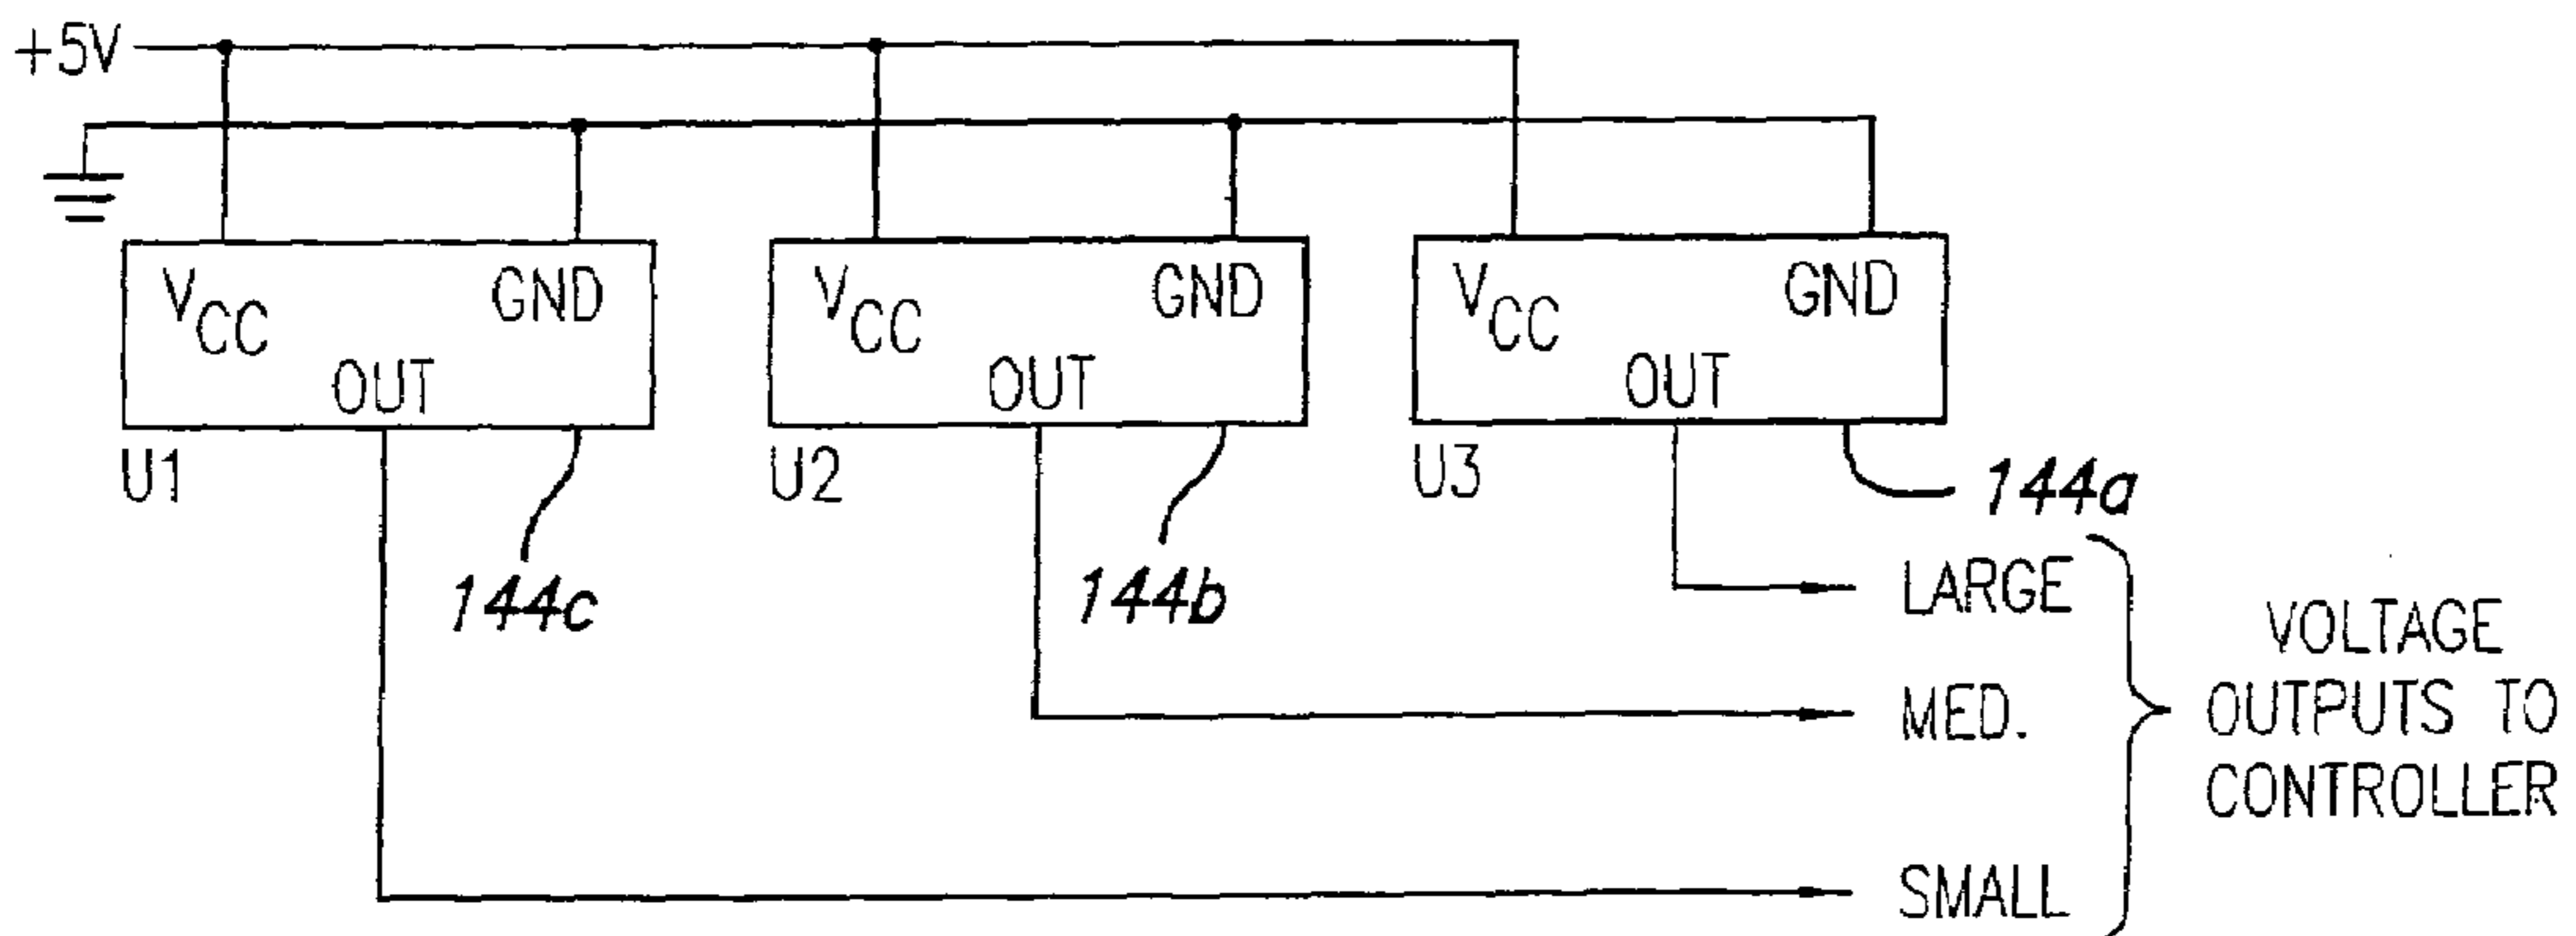 +5V
VCC GND
OUT
U1
144c
VCC GND
OUT
U2
144b
VCC GND
OUT
U3
144a
LARGE
MED.
SMALL
VOLTAGE
OUTPUTS TO
CONTROLLER